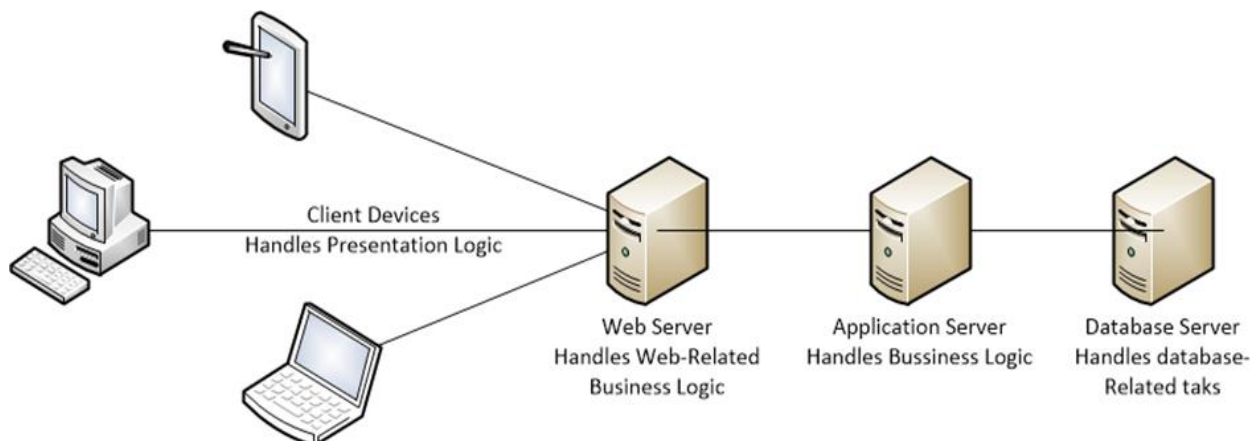 Client Devices
Handles Presentation Logic
Web Server
Handles Web-Related
Business Logic
Application Server
Handles Bussiness Logic
Database Server
Handles database-
Related taks